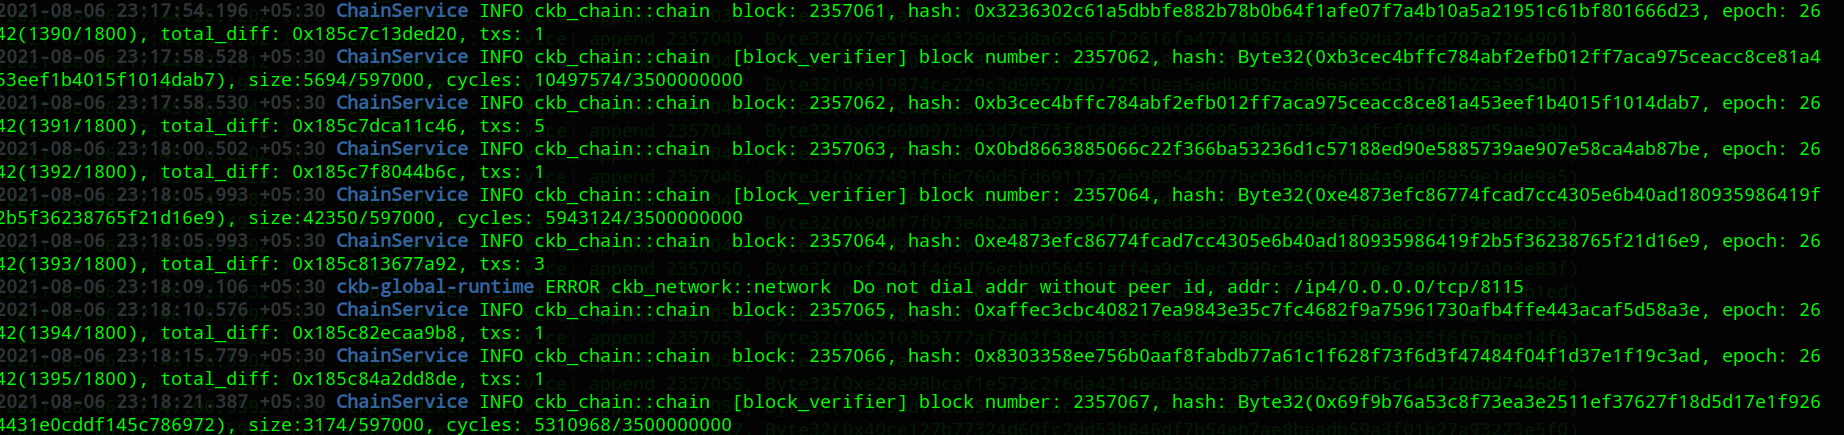 2021-08-06 23:17:54.196 +05:30 ChainService INFO ckb_chain::chain  block: 2357061, hash: 0x3236302c61a5dbbfe882b78b0b64f1afe07f7a4b10a5a21951c61bf801666d23, epoch: 26
42(1390/1800), total_diff: 0x185c7c13ded20, txs: 1
2021-08-06 23:17:58.528 +05:30 ChainService INFO ckb_chain::chain  [block_verifier] block number: 2357062, hash: Byte32(0xb3cec4bffc784abf2efb012ff7aca975ceacc8ce81a4
53eef1b4015f1014dab7), size:5694/597000, cycles: 10497574/3500000000
2021-08-06 23:17:58.530 +05:30 ChainService INFO ckb_chain::chain  block: 2357062, hash: 0xb3cec4bffc784abf2efb012ff7aca975ceacc8ce81a453eef1b4015f1014dab7, epoch: 26
42(1391/1800), total_diff: 0x185c7dca11c46, txs: 5
2021-08-06 23:18:00.502 +05:30 ChainService INFO ckb_chain::chain  block: 2357063, hash: 0x0bd8663885066c22f366ba53236d1c57188ed90e5885739ae907e58ca4ab87be, epoch: 26
42(1392/1800), total_diff: 0x185c7f8044b6c, txs: 1
2021-08-06 23:18:05.993 +05:30 ChainService INFO ckb_chain::chain  [block_verifier] block number: 2357064, hash: Byte32(0xe4873efc86774fcad7cc4305e6b40ad180935986419f
2b5f36238765f21d16e9), size:42350/597000, cycles: 5943124/3500000000
2021-08-06 23:18:05.993 +05:30 ChainService INFO ckb_chain::chain  block: 2357064, hash: 0xe4873efc86774fcad7cc4305e6b40ad180935986419f2b5f36238765f21d16e9, epoch: 26
42(1393/1800), total_diff: 0x185c813677a92, txs: 3
2021-08-06 23:18:09.106 +05:30 ckb-global-runtime ERROR ckb_network::network  Do not dial addr without peer id, addr: /ip4/0.0.0.0/tcp/8115
2021-08-06 23:18:10.576 +05:30 ChainService INFO ckb_chain::chain  block: 2357065, hash: 0xaffec3cbc408217ea9843e35c7fc4682f9a75961730afb4ffe443acaf5d58a3e, epoch: 26
42(1394/1800), total_diff: 0x185c82ecaa9b8, txs: 1
2021-08-06 23:18:15.779 +05:30 ChainService INFO ckb_chain::chain  block: 2357066, hash: 0x8303358ee756b0aaf8fabdb77a61c1f628f73f6d3f47484f04f1d37e1f19c3ad, epoch: 26
42(1395/1800), total_diff: 0x185c84a2dd8de, txs: 1
2021-08-06 23:18:21.387 +05:30 ChainService INFO ckb_chain::chain  [block_verifier] block number: 2357067, hash: Byte32(0x69f9b76a53c8f73ea3e2511ef37627f18d5d17e1f926
4431e0cddf145c786972), size:3174/597000, cycles: 5310968/3500000000